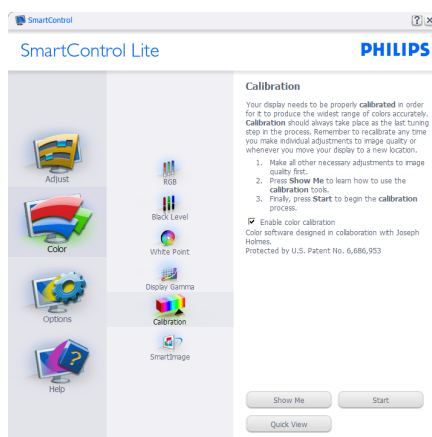 SmartControl
SmartControl Lite
PHILIPS
Adjust
Color
Options
Help
RGB
Black Level
White Point
Display Gamma
Calibration
SmartImage
Calibration
Your display needs to be properly calibrated in order
for it to produce the widest range of colors accurately.
Calibration should always take place as the last tuning
step in the process. Remember to recalibrate any time
you make individual adjustments to image quality or
whenever you move your display to a new location.
1. Make all other necessary adjustments to image
quality first.
2. Press Show Me to learn how to use the
calibration tools.
3. Finally, press Start to begin the calibration
process.
Enable color calibration
Color software designed in collaboration with Joseph
Holmes.
Protected by U.S. Patent No. 6,686,953
Show Me
Start
Quick View